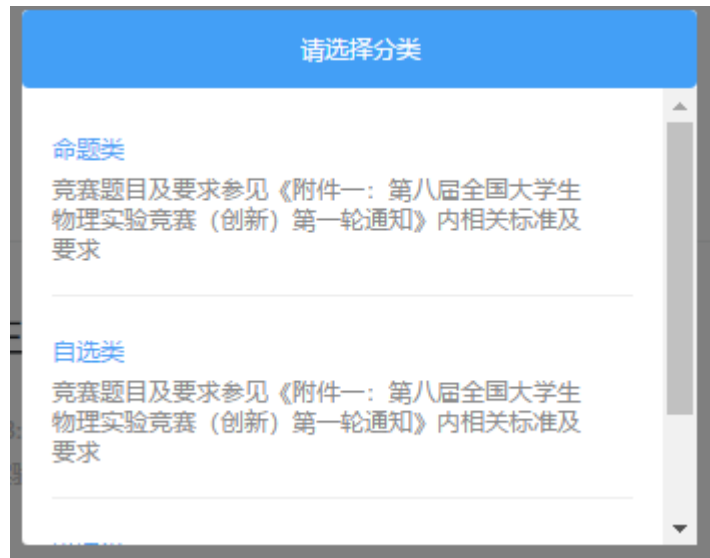 请选择分类
命题类
竞赛题目及要求参见《附件一：第八届全国大学生
物理实验竞赛（创新）第一轮通知》内相关标准及
要求
自选类
竞赛题目及要求参见《附件一：第八届全国大学生
物理实验竞赛（创新）第一轮通知》内相关标准及
要求